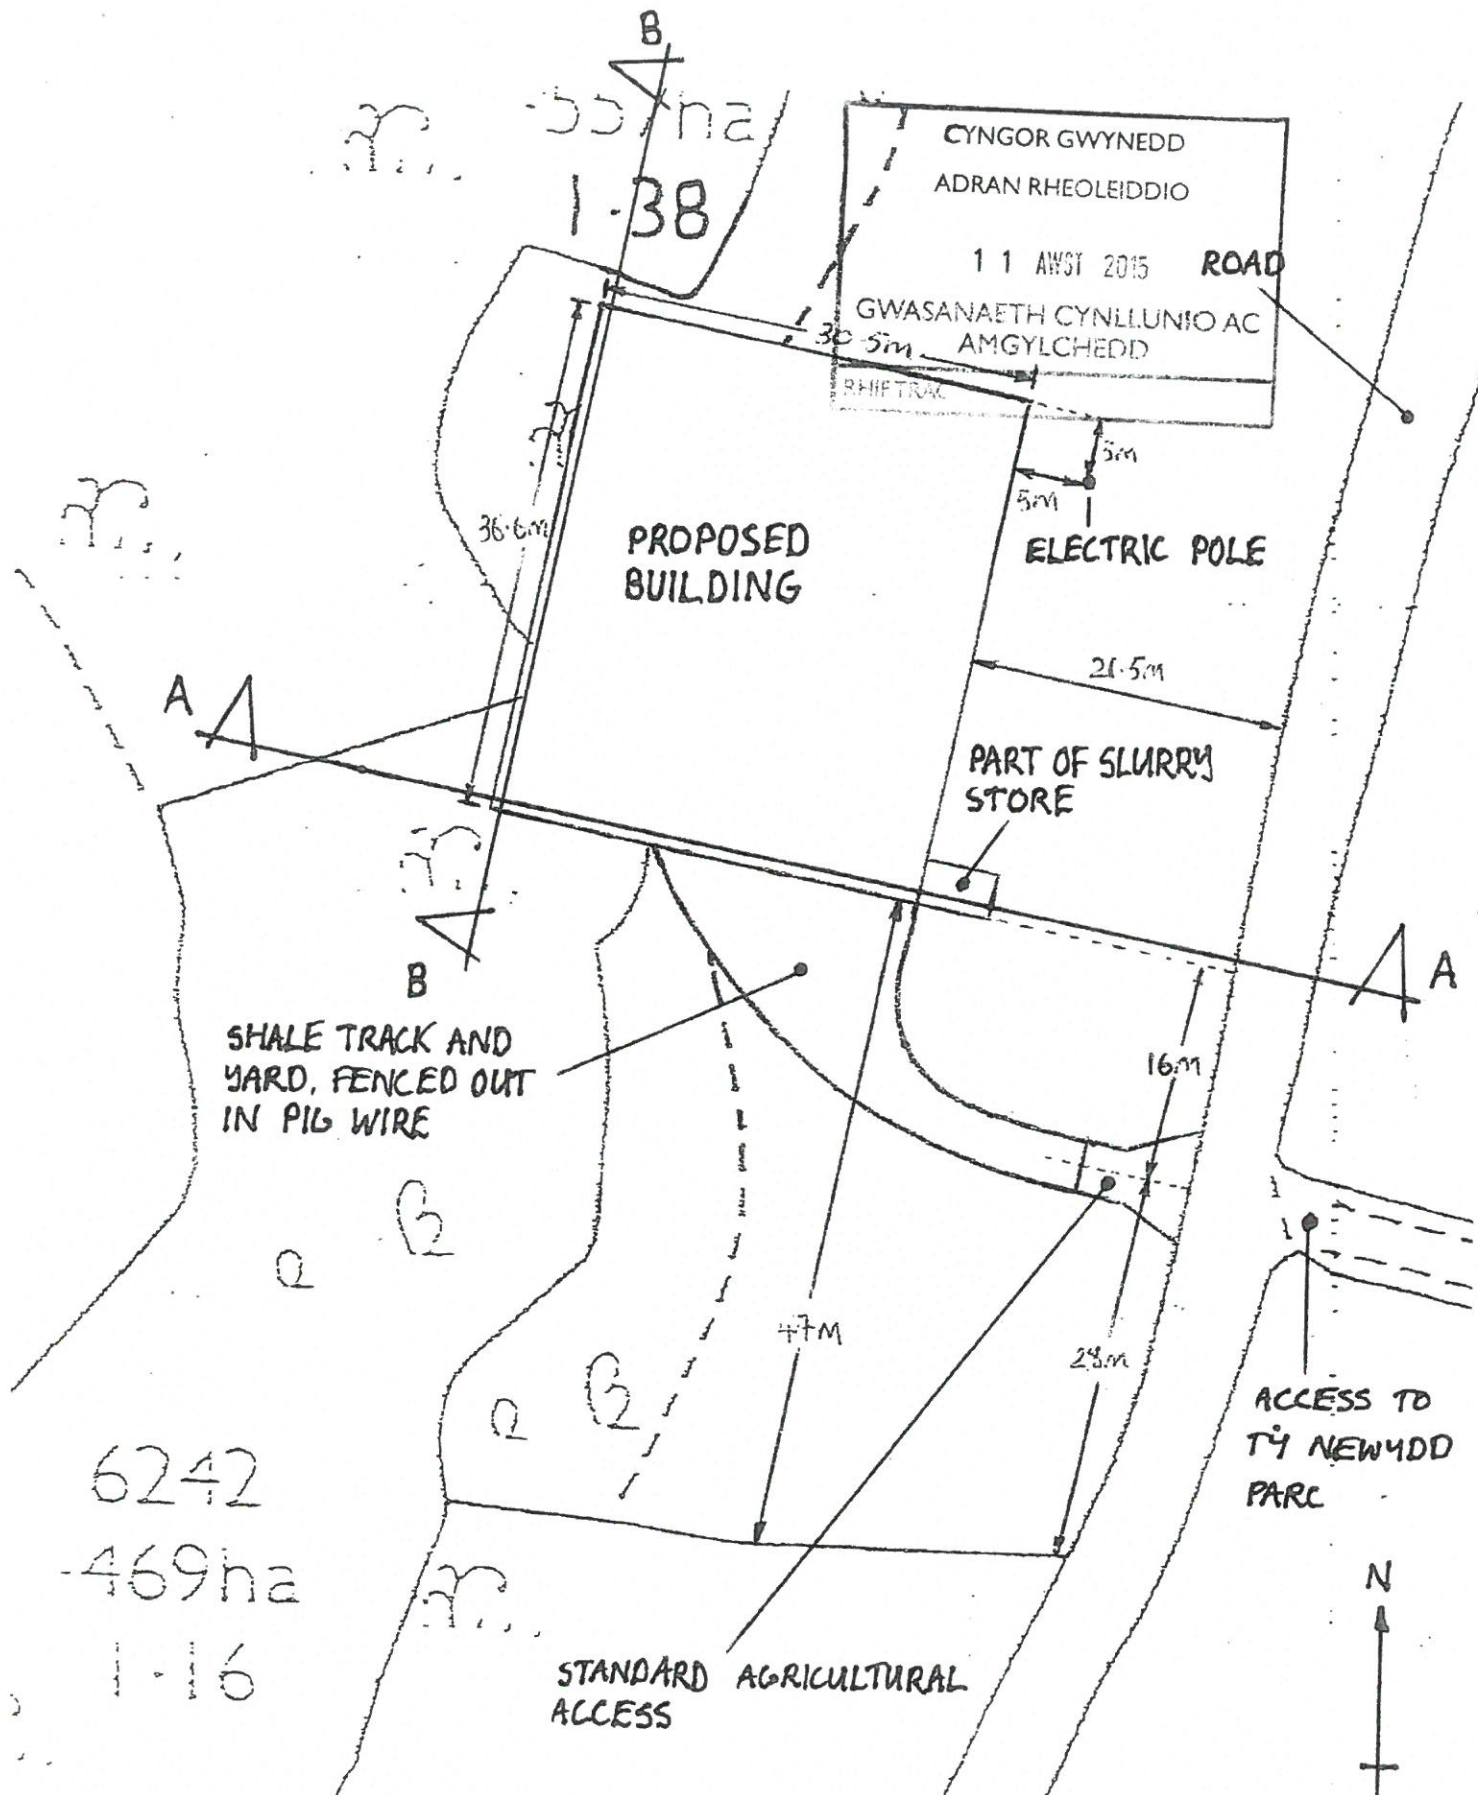 B
1·38
CYNGOR GWYNEDD
ADRAN RHEOLEIDDIO
11 AWST 2015
ROAD
GWASANAETH CYNLLUNIO AC
AMGYLCHEDD
30·5m
5m
5m
36·6m
PROPOSED
BUILDING
ELECTRIC POLE
A
PART OF SLURRY
STORE
A
B
SHALE TRACK AND
YARD, FENCED OUT
IN PIG WIRE
16m
47M
28m
ACCESS TO
TŶ NEWYDD
PARC
6242
·469ha
1·16
N
STANDARD AGRICULTURAL
ACCESS